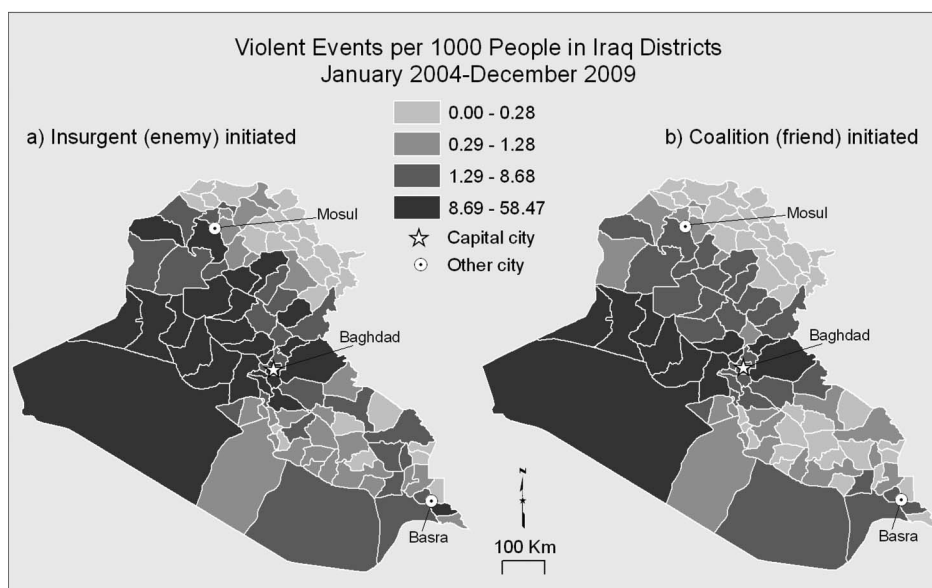 Violent Events per 1000 People in Iraq Districts
January 2004-December 2009
a) Insurgent (enemy) initiated
b) Coalition (friend) initiated
0.00 - 0.28
0.29 - 1.28
1.29 - 8.68
8.69 - 58.47
Capital city
Other city
Mosul
Baghdad
Basra
Mosul
Baghdad
Basra
N
100 Km